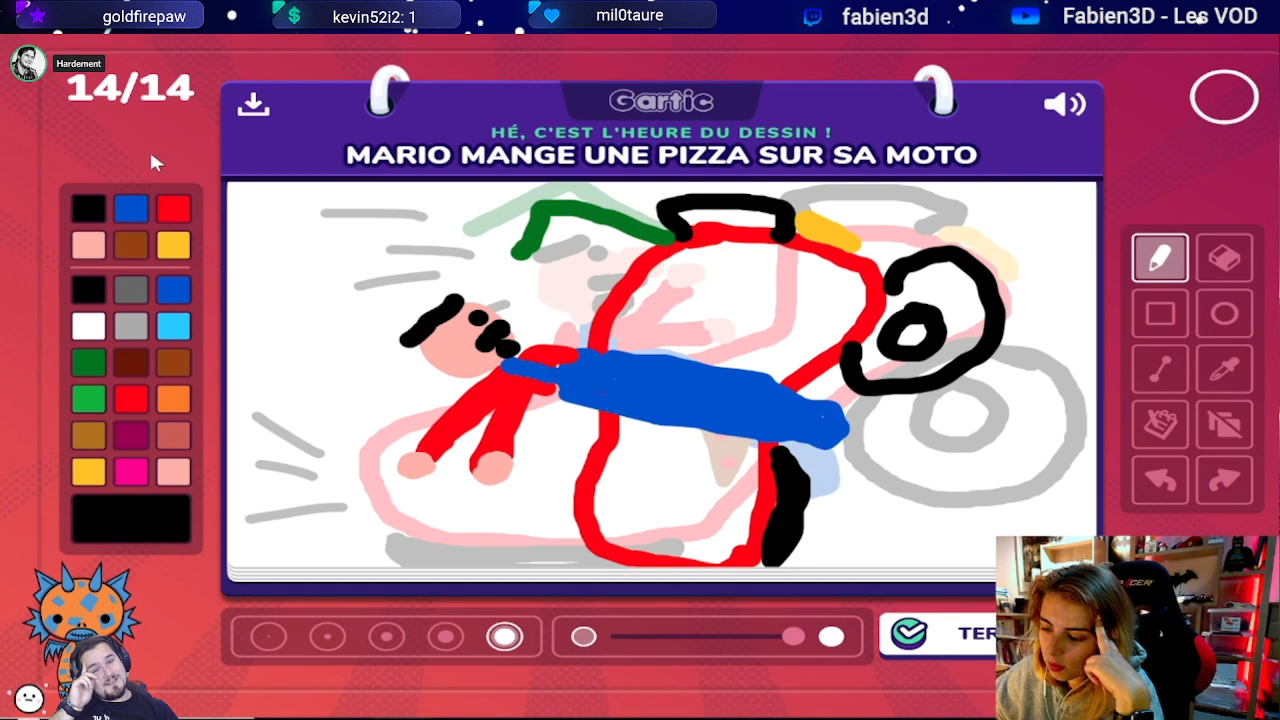 goldfirepaw
kevin52i2: 1
mil0taure
fabien3d
Fabien3D - Les VOD
Hardement
14/14
Gartic
HÉ, C'EST L'HEURE DU DESSIN !
MARIO MANGE UNE PIZZA SUR SA MOTO
TER